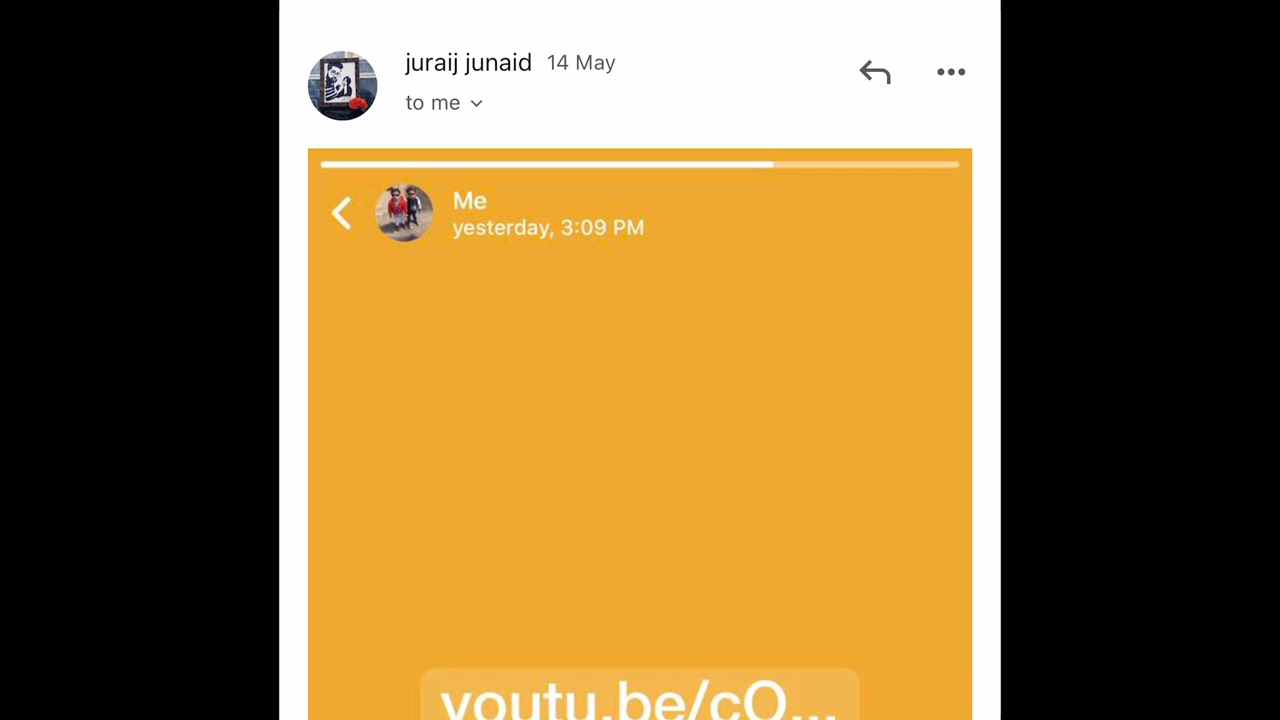 juraij junaid 14 May
to me
Me
yesterday, 3:09 PM
youtu.be/cO...